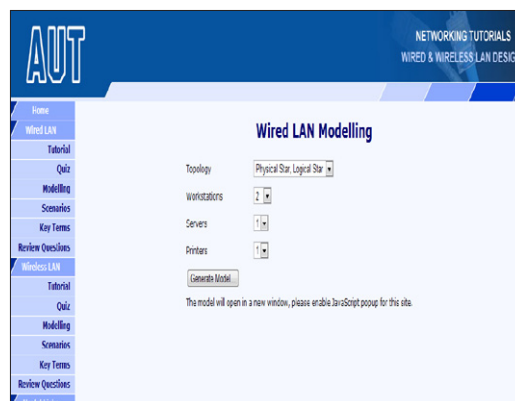 AUT
NETWORKING TUTORIALS
WIRED & WIRELESS LAN DESIG
Home
Wired LAN
Tutorial
Quiz
Modelling
Scenarios
Key Terms
Review Questions
Wireless LAN
Tutorial
Quiz
Modelling
Scenarios
Key Terms
Review Questions
Wired LAN Modelling
Topology Physical Star, Logical Star
Workstations 2
Servers 1
Printers 1
Generate Model...
The model will open in a new window, please enable JavaScript popup for this site.